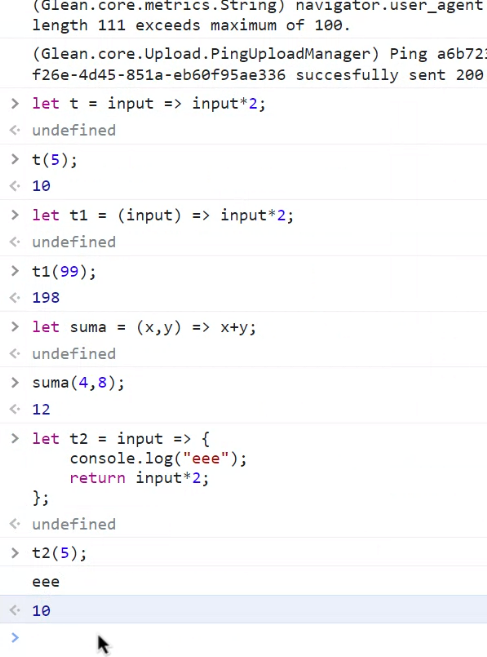 (Glean.core.metrics.String) navigator.user_agent
length 111 exceeds maximum of 100.
(Glean.core.Upload.PingUploadManager) Ping a6b723
f26e-4d45-851a-eb60f95ae336 succesfully sent 200
> let t = input => input*2;
<· undefined
> t(5);
<· 10
> let t1 = (input) => input*2;
<· undefined
> t1(99);
<· 198
> let suma = (x,y) => x+y;
<· undefined
> suma(4,8);
<· 12
> let t2 = input => {
console.log("eee");
return input*2;
};
<· undefined
> t2(5);
eee
<· 10
>